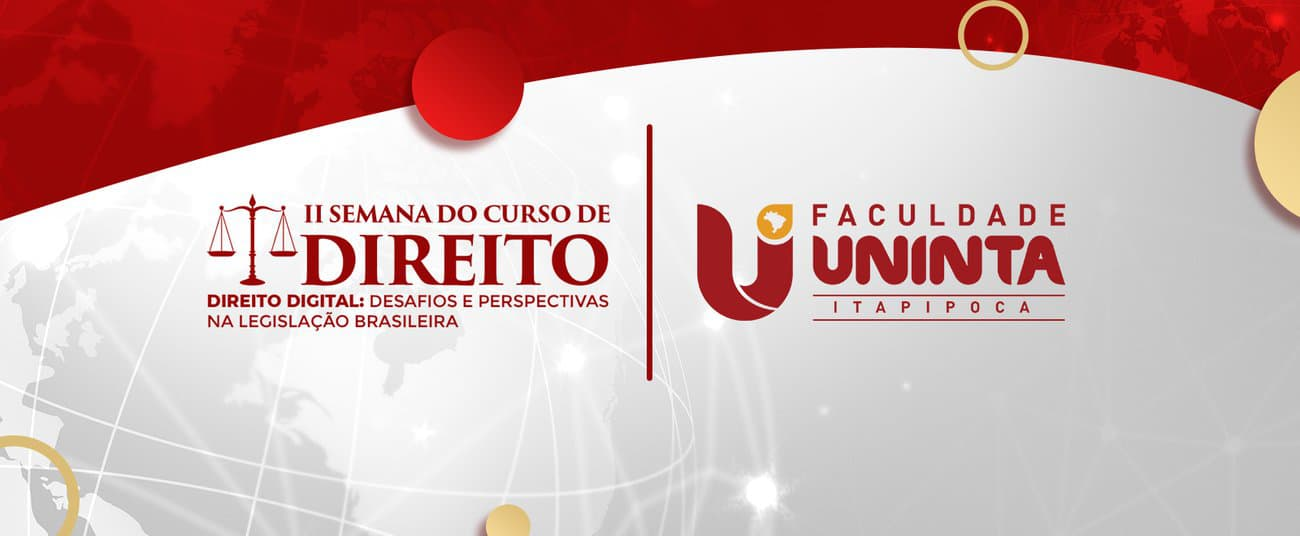 II SEMANA DO CURSO DE
DIREITO
DIREITO DIGITAL: DESAFIOS E PERSPECTIVAS
NA LEGISLAÇÃO BRASILEIRA
FACULDADE
UNINTA
ITAPIPOCA